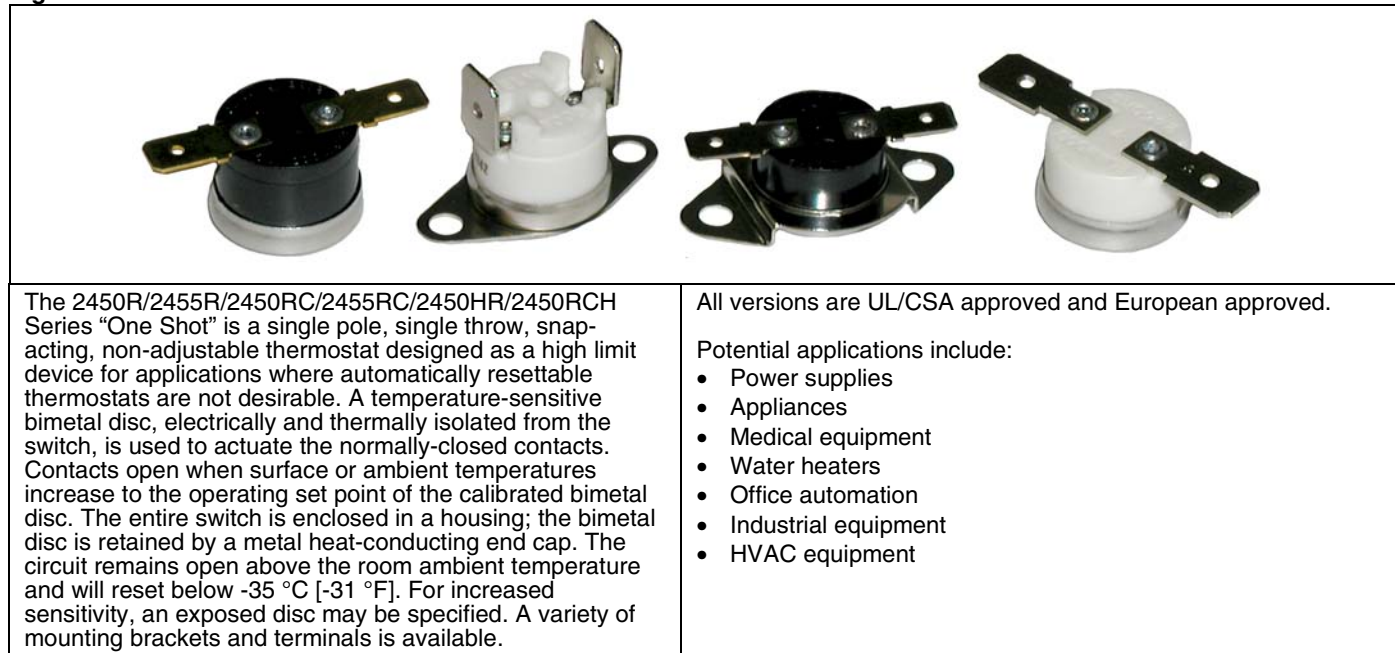 The 2450R/2455R/2450RC/2455RC/2450HR/2450RCH
Series “One Shot” is a single pole, single throw, snap-
acting, non-adjustable thermostat designed as a high limit
device for applications where automatically resettable
thermostats are not desirable. A temperature-sensitive
bimetal disc, electrically and thermally isolated from the
switch, is used to actuate the normally-closed contacts.
Contacts open when surface or ambient temperatures
increase to the operating set point of the calibrated bimetal
disc. The entire switch is enclosed in a housing; the bimetal
disc is retained by a metal heat-conducting end cap. The
circuit remains open above the room ambient temperature
and will reset below -35 °C [-31 °F]. For increased
sensitivity, an exposed disc may be specified. A variety of
mounting brackets and terminals is available.
All versions are UL/CSA approved and European approved.
Potential applications include:
• Power supplies
• Appliances
• Medical equipment
• Water heaters
• Office automation
• Industrial equipment
• HVAC equipment